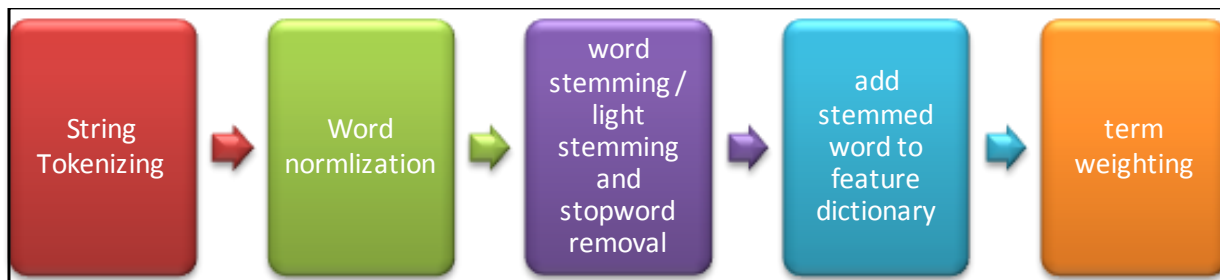 String
Tokenizing
Word
normlization
word
stemming /
light
stemming
and
stopword
removal
add
stemmed
word to
feature
dictionary
term
weighting